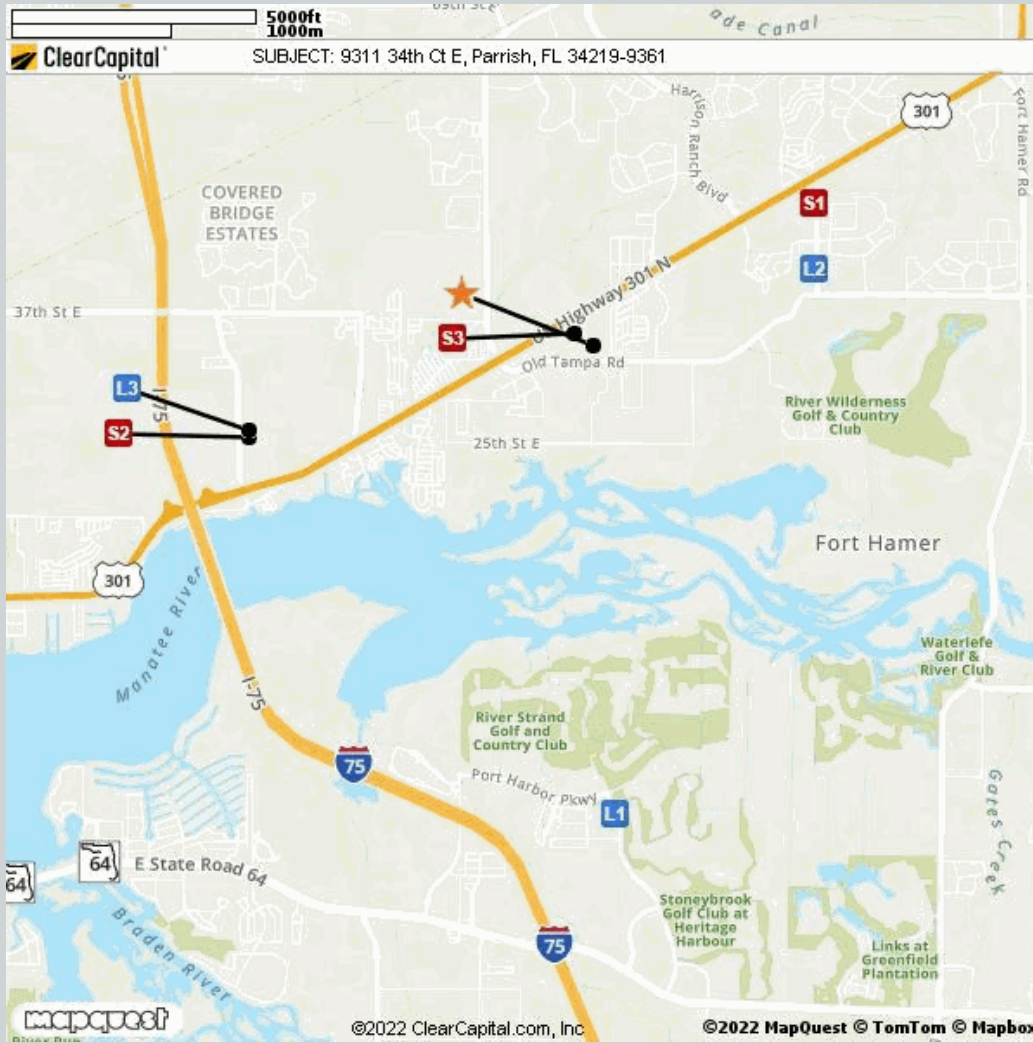 5000ft
1000m
ade Canal
ClearCapital
SUBJECT: 9311 34th Ct E, Parrish, FL 34219-9361
Harrison Ranch Blvd
301
Fort Hamer Rd
COVERED
BRIDGE
ESTATES
S1
L2
37th St E
Highway 301 N
S3
Old Tampa Rd
L3
I-75
S2
River Wilderness
Golf & Country
Club
25th St E
Fort Hamer
301
Manatee River
Waterlefe
Golf &
River Club
I-75
River Strand
Golf and
Country Club
75
Port Harbor Pkwy
L1
Gates Creek
64
64
E State Road 64
Braden River
Stoneybrook
Golf Club at
Heritage
Harbour
75
Links at
Greenfield
Plantation
mapquest
©2022 ClearCapital.com, Inc
©2022 MapQuest © TomTom © Mapbox